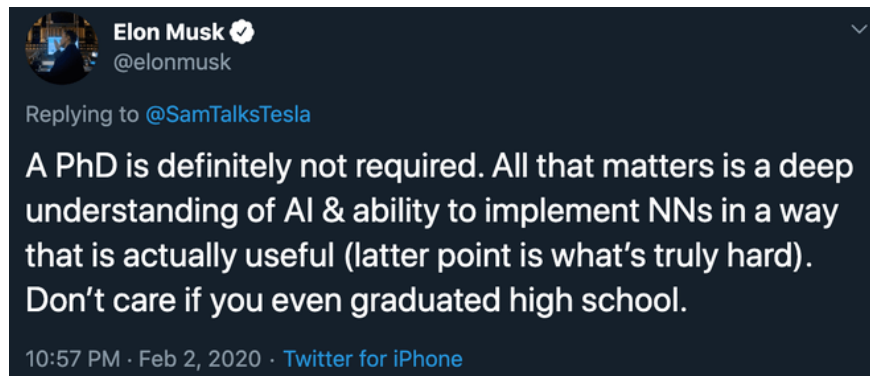 Elon Musk
@elonmusk
Replying to @SamTalksTesla
A PhD is definitely not required. All that matters is a deep
understanding of AI & ability to implement NNs in a way
that is actually useful (latter point is what’s truly hard).
Don’t care if you even graduated high school.
10:57 PM · Feb 2, 2020 · Twitter for iPhone